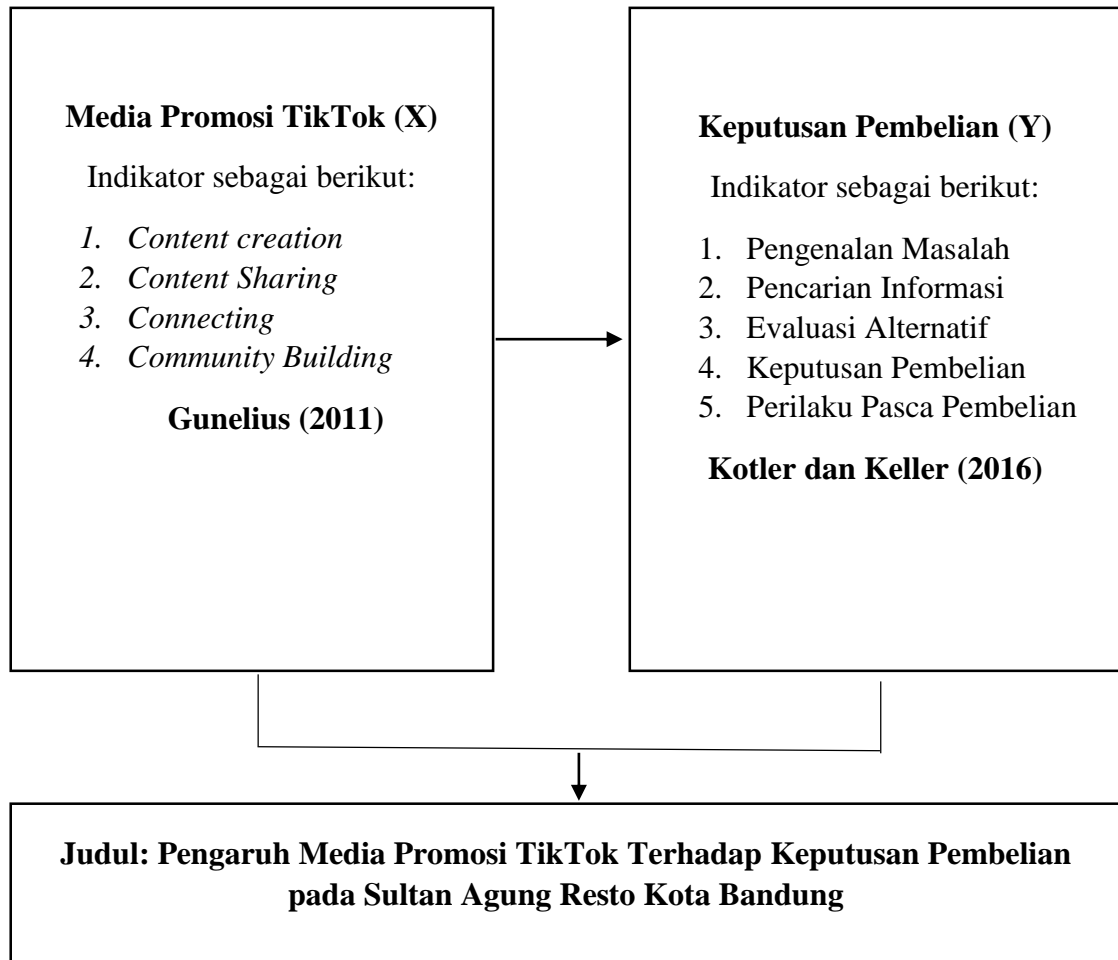 Media Promosi TikTok (X)
Indikator sebagai berikut:
1. Content creation
2. Content Sharing
3. Connecting
4. Community Building
Gunelius (2011)
Keputusan Pembelian (Y)
Indikator sebagai berikut:
1. Pengenalan Masalah
2. Pencarian Informasi
3. Evaluasi Alternatif
4. Keputusan Pembelian
5. Perilaku Pasca Pembelian
Kotler dan Keller (2016)
Judul: Pengaruh Media Promosi TikTok Terhadap Keputusan Pembelian
pada Sultan Agung Resto Kota Bandung